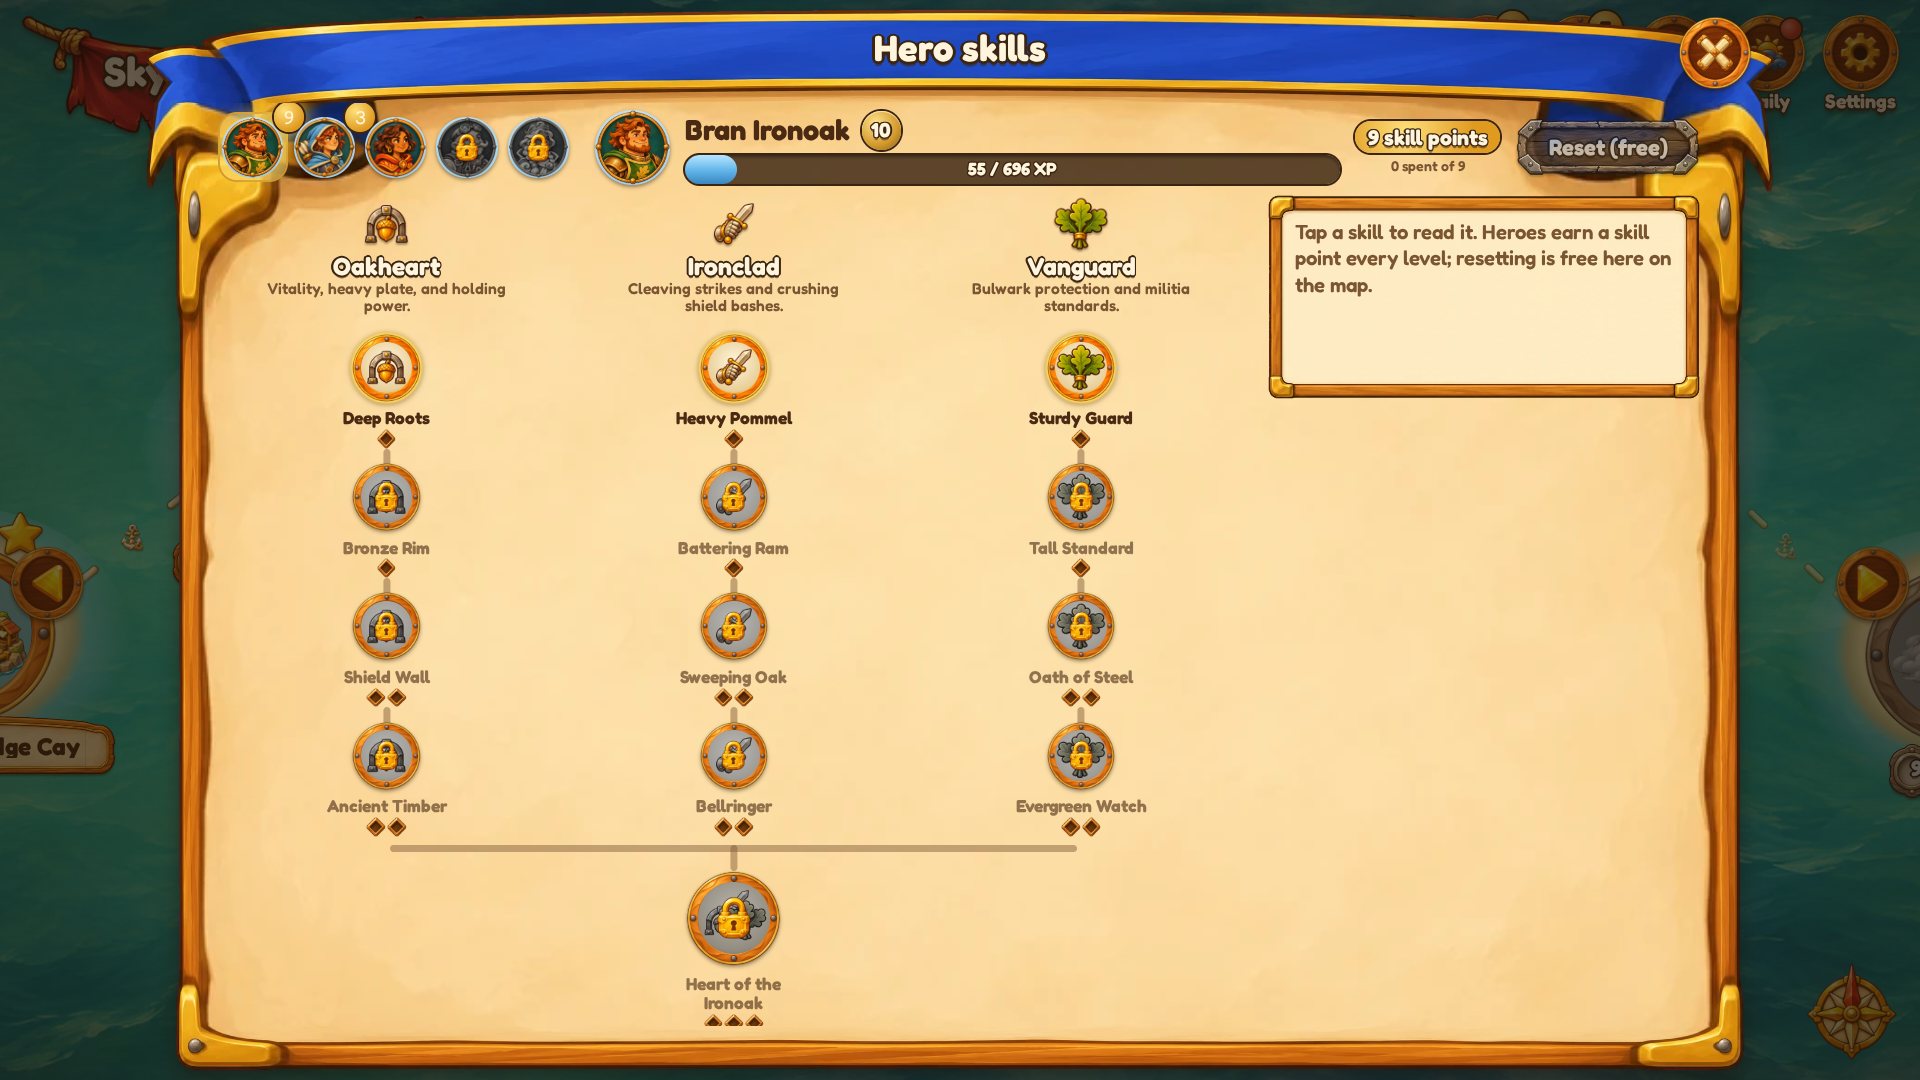 Hero skills
Sky
Daily
Settings
9
3
Bran Ironoak
10
55 / 696 XP
9 skill points
0 spent of 9
Reset (free)
Oakheart
Vitality, heavy plate, and holding
power.
Ironclad
Cleaving strikes and crushing
shield bashes.
Vanguard
Bulwark protection and militia
standards.
Tap a skill to read it. Heroes earn a skill
point every level; resetting is free here on
the map.
Deep Roots
Heavy Pommel
Sturdy Guard
Bronze Rim
Battering Ram
Tall Standard
Shield Wall
Sweeping Oak
Oath of Steel
Ancient Timber
Bellringer
Evergreen Watch
Heart of the
Ironoak
Cay